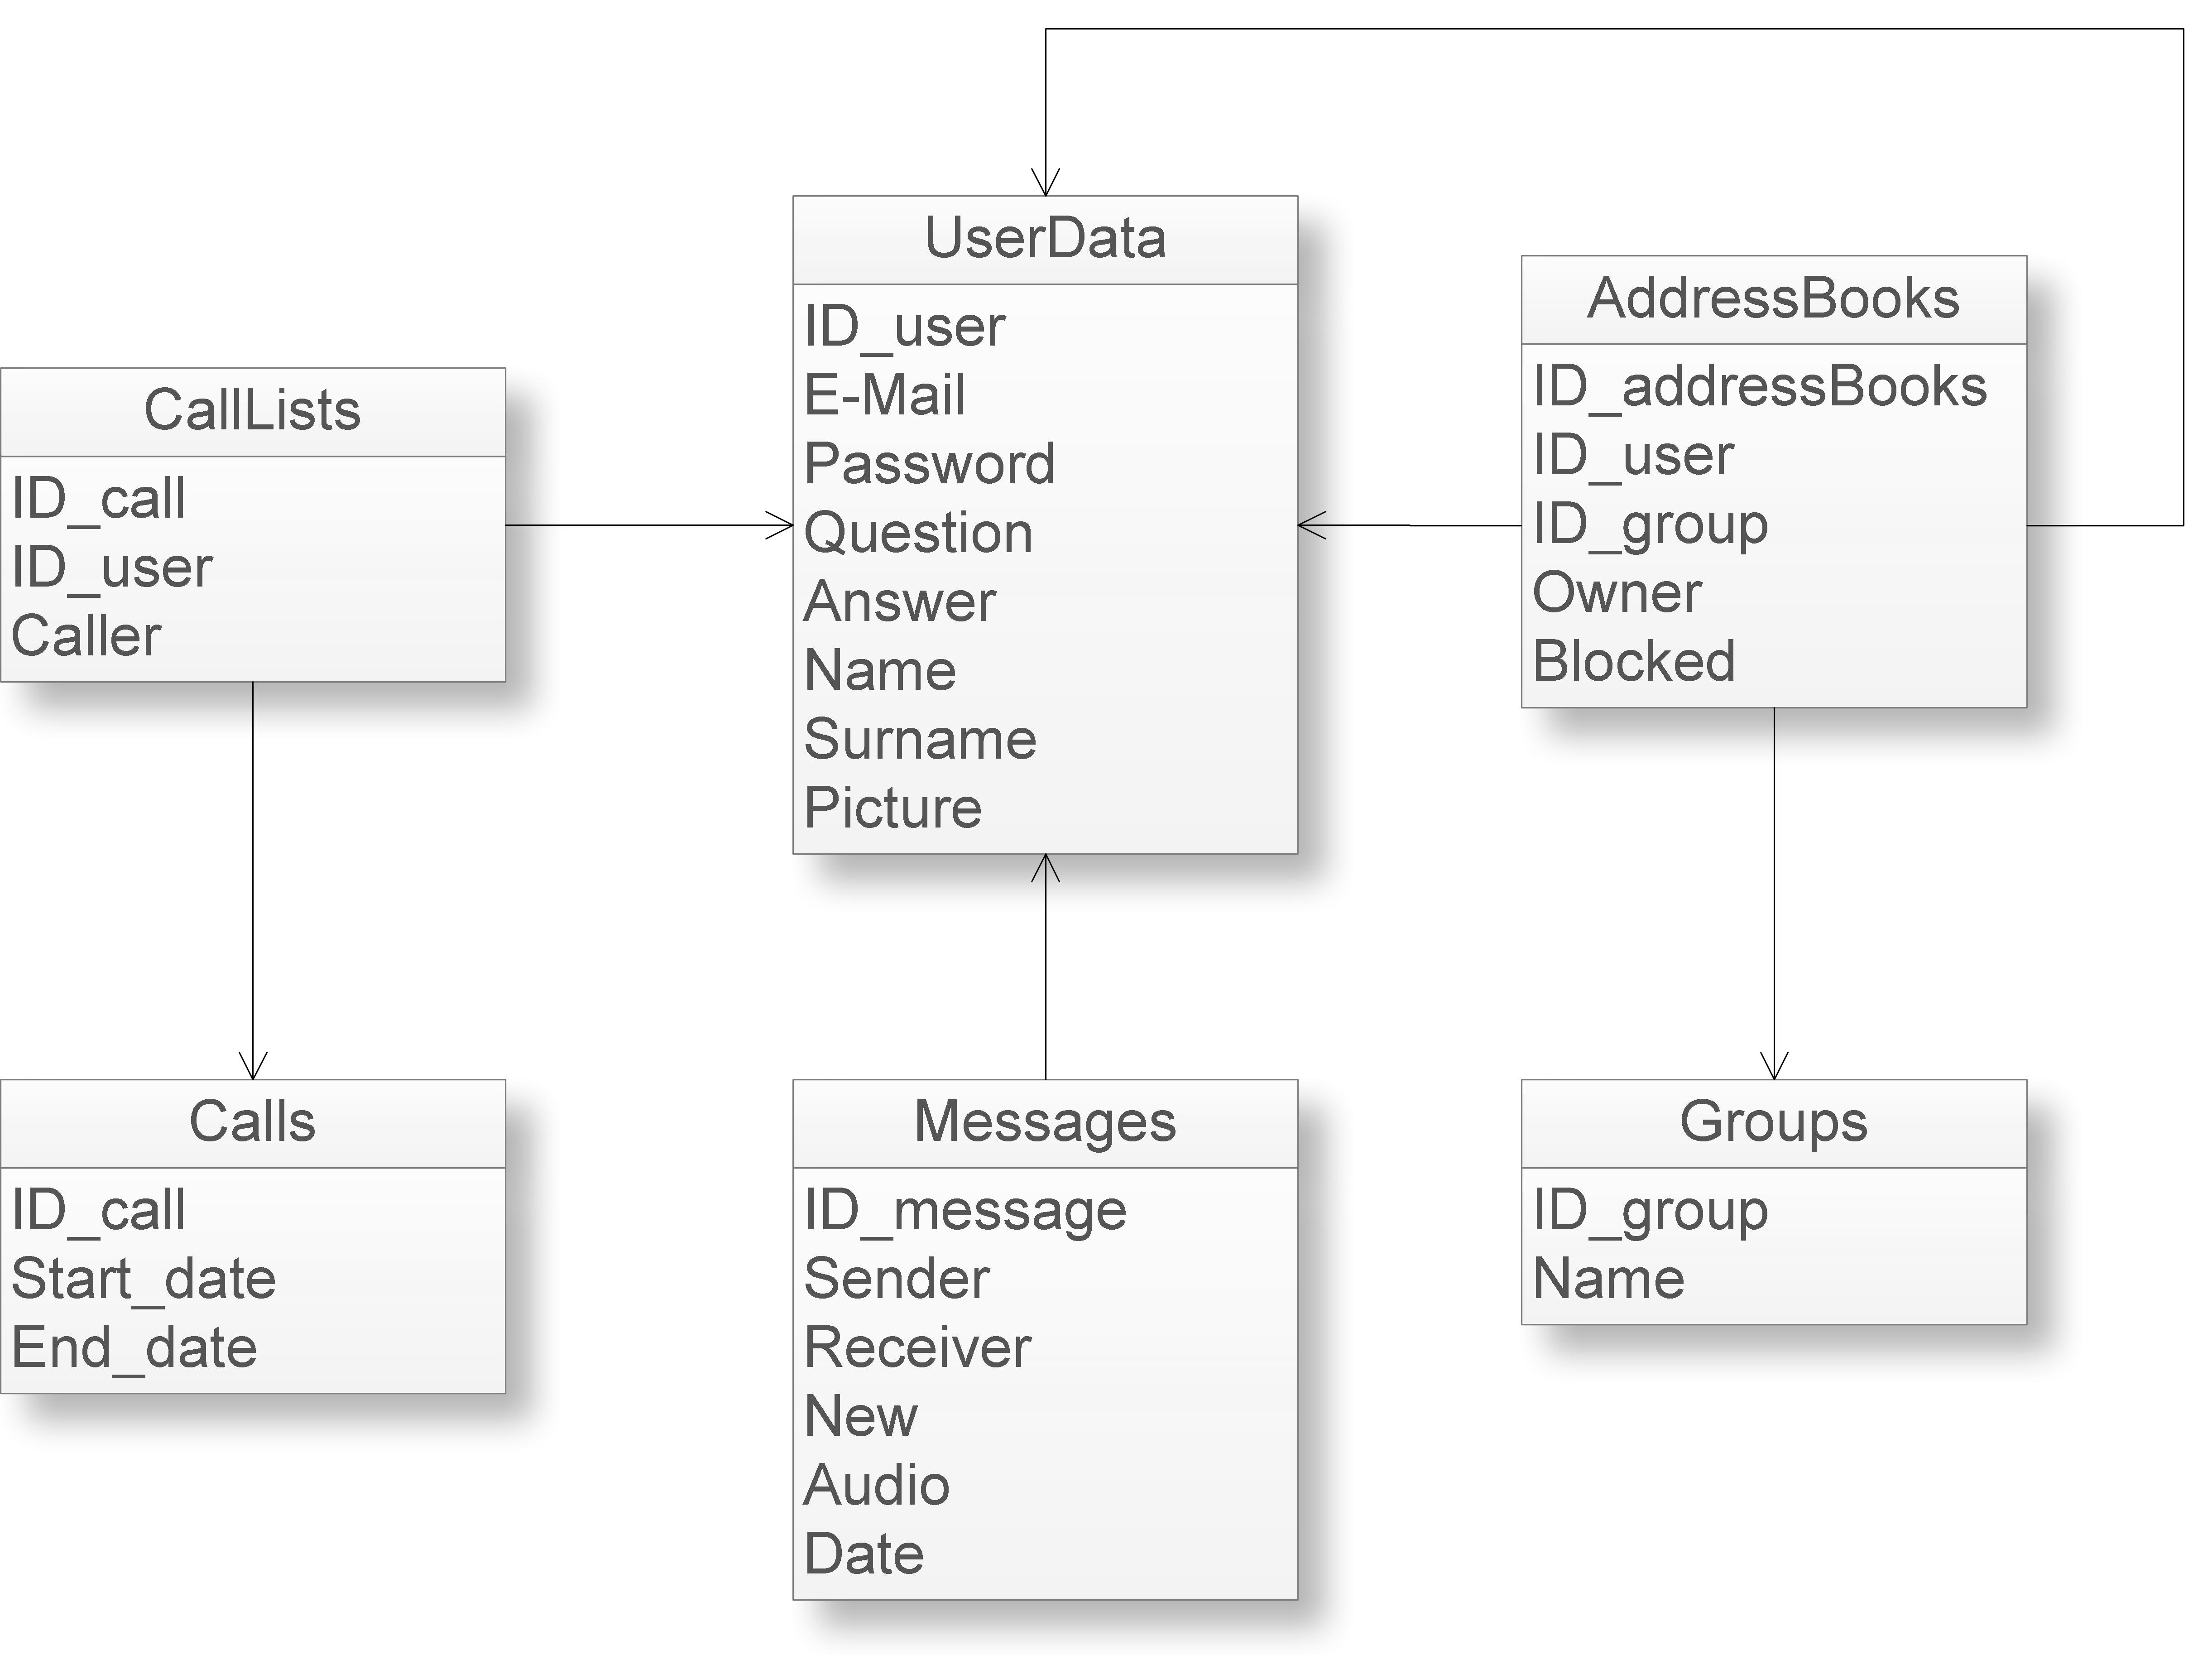 UserData
ID_user
E-Mail
Password
Question
Answer
Name
Surname
Picture
AddressBooks
ID_addressBooks
ID_user
ID_group
Owner
Blocked
CallLists
ID_call
ID_user
Caller
Calls
ID_call
Start_date
End_date
Messages
ID_message
Sender
Receiver
New
Audio
Date
Groups
ID_group
Name